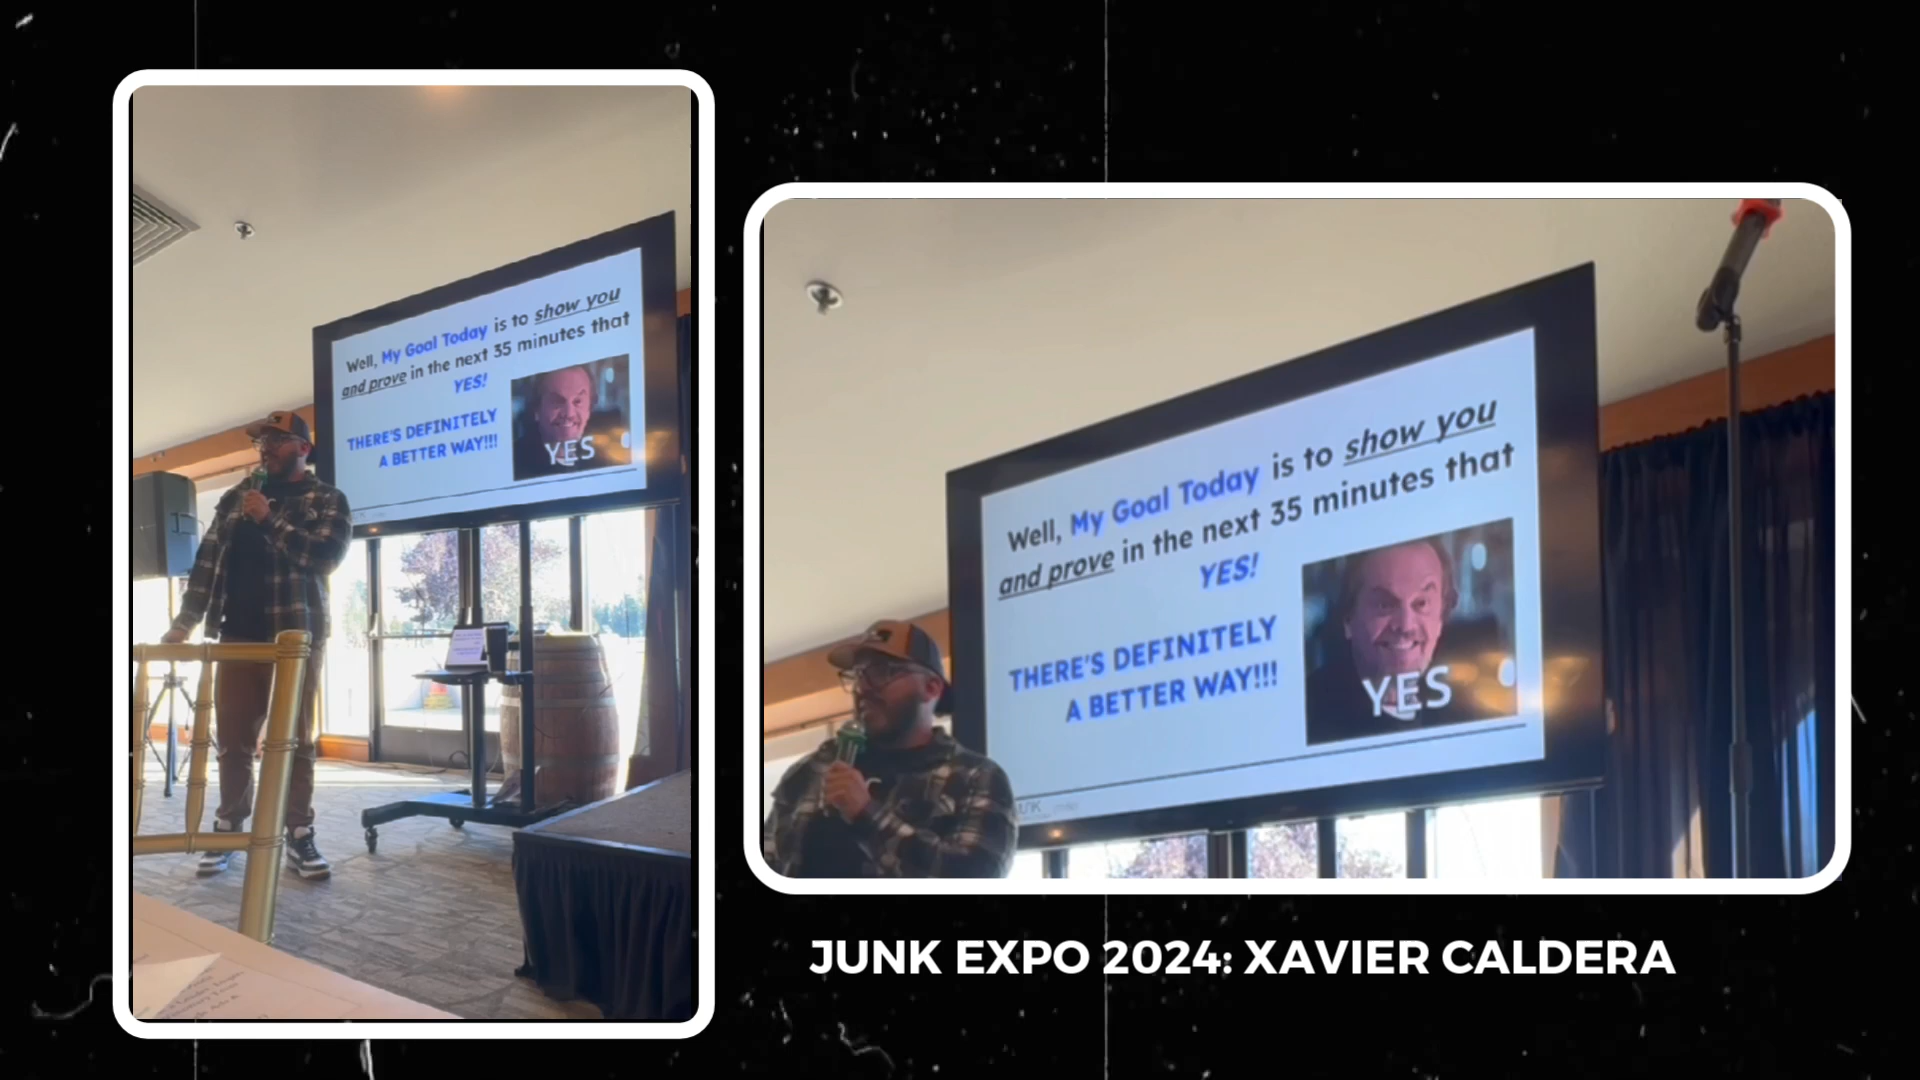 Well, My Goal Today is to show you
and prove in the next 35 minutes that
YES!
THERE'S DEFINITELY
A BETTER WAY!!!
YES
Well, My Goal Today is to show you
and prove in the next 35 minutes that
YES!
THERE'S DEFINITELY
A BETTER WAY!!!
YES
JUNK
JUNK EXPO 2024: XAVIER CALDERA